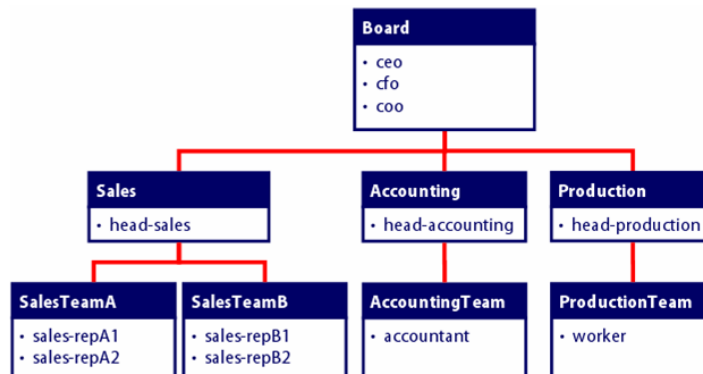 Board
• ceo
• cfo
• coo
Sales
• head-sales
Accounting
• head-accounting
Production
• head-production
SalesTeamA
• sales-repA1
• sales-repA2
SalesTeamB
• sales-repB1
• sales-repB2
AccountingTeam
• accountant
ProductionTeam
• worker